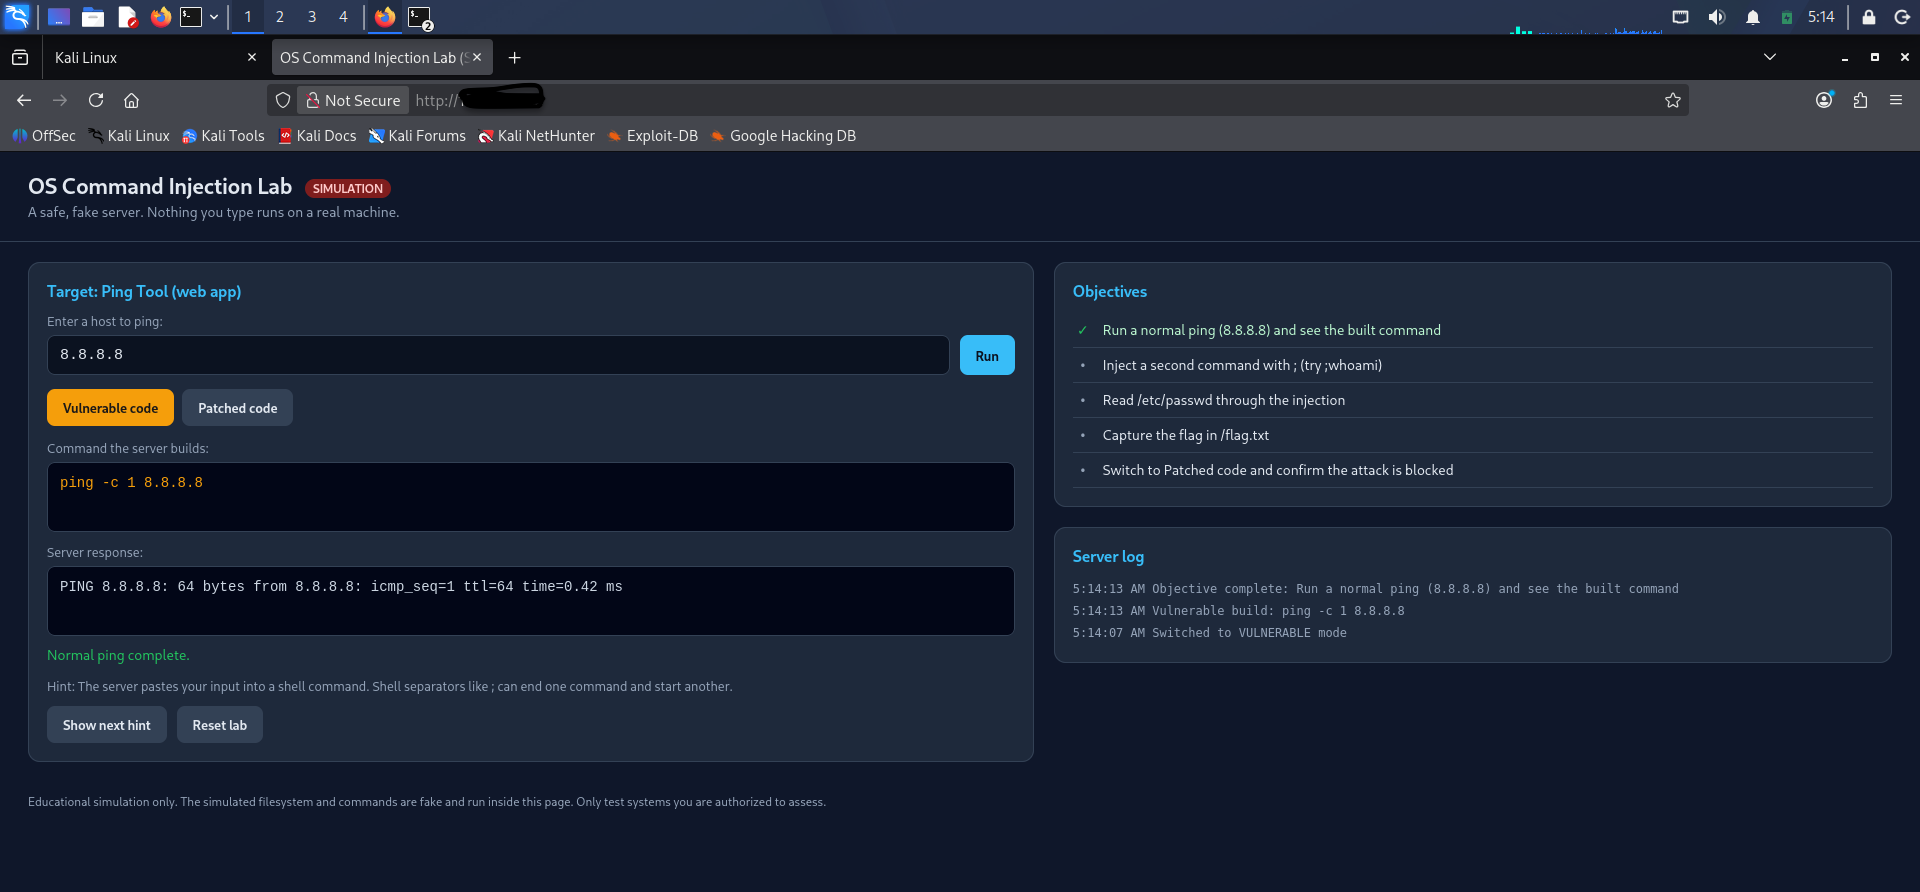 1 2 3 4 2 5:14
Kali Linux OS Command Injection Lab (S
Not Secure http://
OffSec Kali Linux Kali Tools Kali Docs Kali Forums Kali NetHunter Exploit-DB Google Hacking DB
OS Command Injection Lab SIMULATION
A safe, fake server. Nothing you type runs on a real machine.
Target: Ping Tool (web app)
Enter a host to ping:
8.8.8.8 Run
Vulnerable code Patched code
Command the server builds:
ping -c 1 8.8.8.8
Server response:
PING 8.8.8.8: 64 bytes from 8.8.8.8: icmp_seq=1 ttl=64 time=0.42 ms
Normal ping complete.
Hint: The server pastes your input into a shell command. Shell separators like ; can end one command and start another.
Show next hint Reset lab
Objectives
✓ Run a normal ping (8.8.8.8) and see the built command
• Inject a second command with ; (try ;whoami)
• Read /etc/passwd through the injection
• Capture the flag in /flag.txt
• Switch to Patched code and confirm the attack is blocked
Server log
5:14:13 AM Objective complete: Run a normal ping (8.8.8.8) and see the built command
5:14:13 AM Vulnerable build: ping -c 1 8.8.8.8
5:14:07 AM Switched to VULNERABLE mode
Educational simulation only. The simulated filesystem and commands are fake and run inside this page. Only test systems you are authorized to assess.